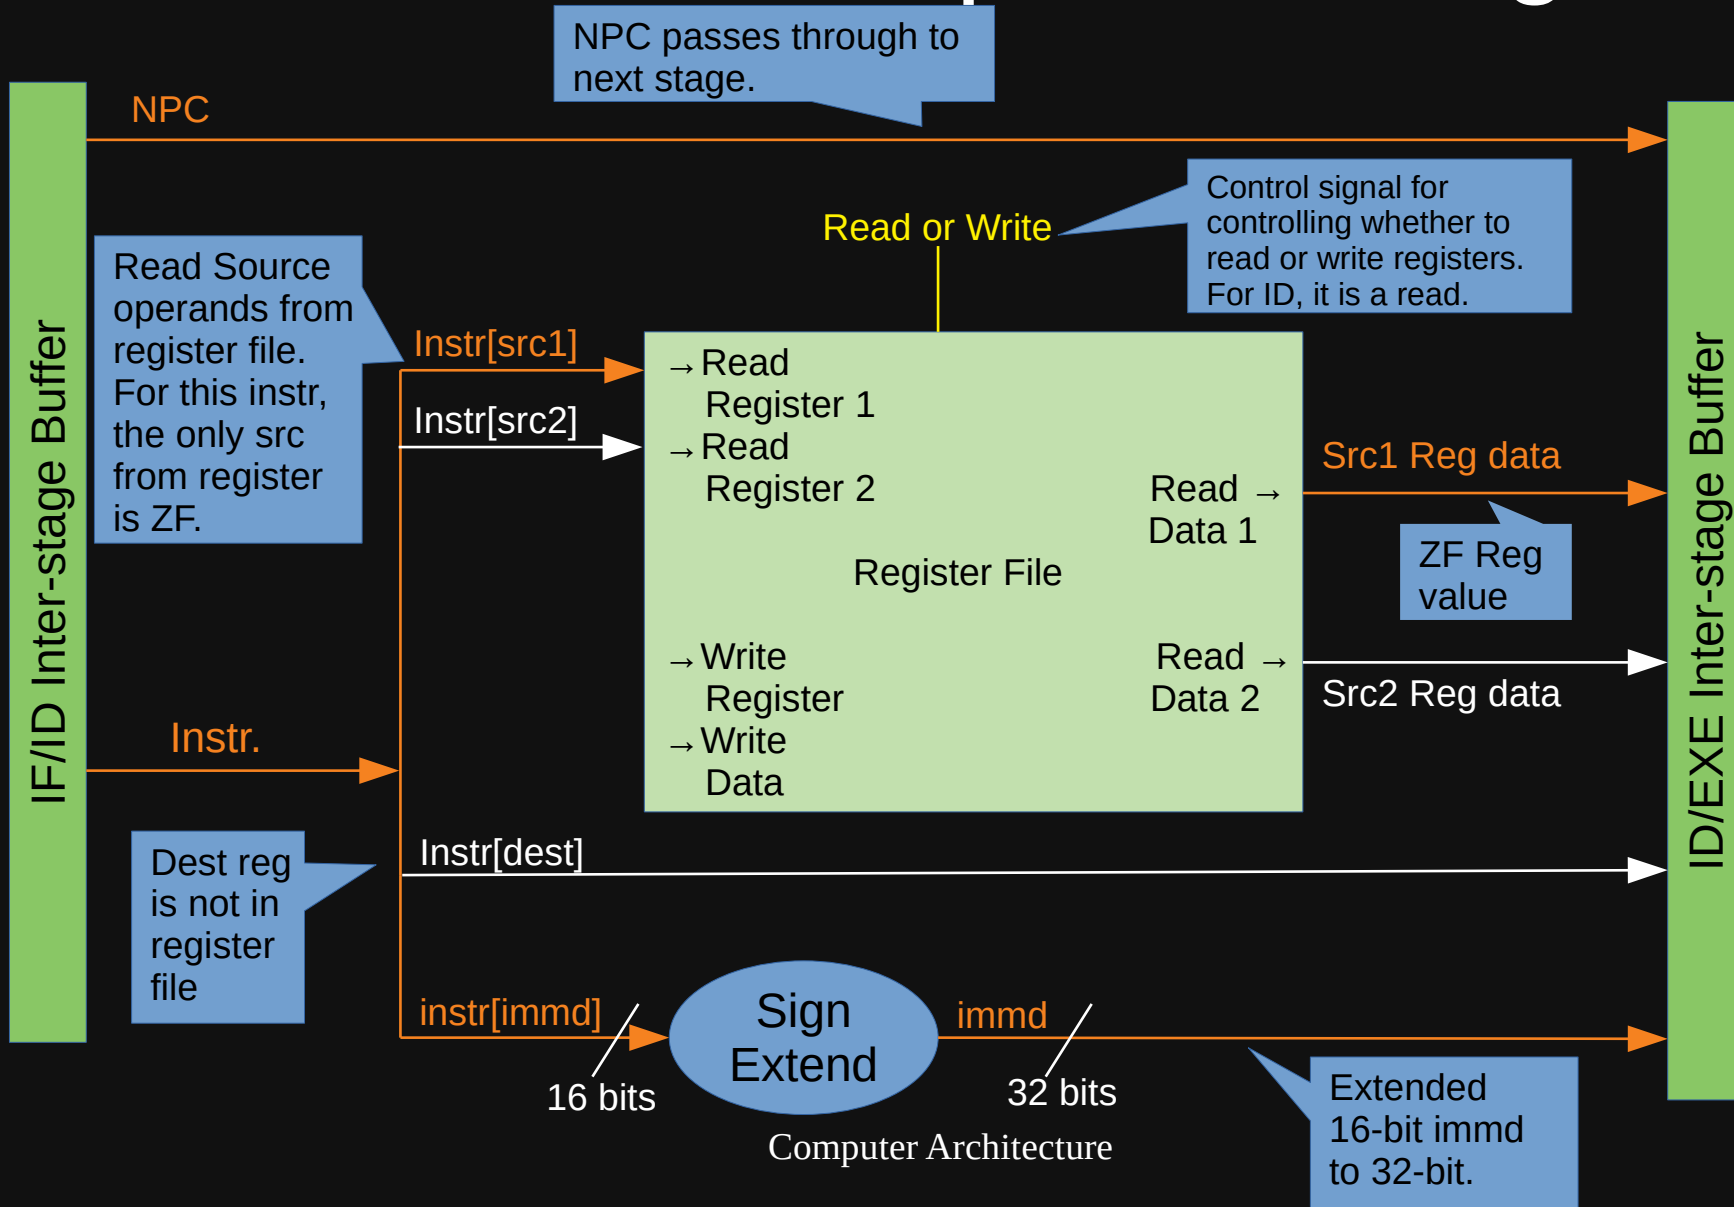 NPC passes through to
next stage.
NPC
Control signal for
controlling whether to
read or write registers.
For ID, it is a read.
Read or Write
Read Source
operands from
register file.
For this instr,
the only src
from register
is ZF.
IF/ID Inter-stage Buffer
Instr[src1]
Instr[src2]
→Read
Register 1
→Read
Register 2
Read →
Data 1
Register File
→Write
Register
→Write
Data
Read →
Data 2
Src1 Reg data
ZF Reg
value
Src2 Reg data
ID/EXE Inter-stage Buffer
Instr.
Instr[dest]
Dest reg
is not in
register
file
instr[immd]
16 bits
Sign
Extend
immd
32 bits
Extended
16-bit immd
to 32-bit.
Computer Architecture